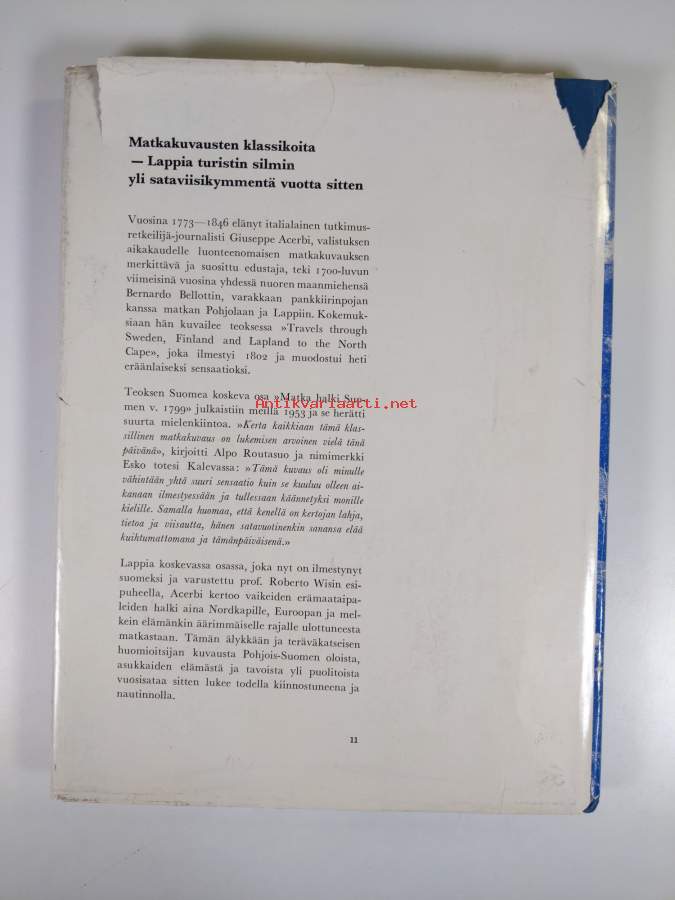 Matkakuvausten klassikoita
— Lappia turistin silmin
yli sataviisikymmentä vuotta sitten
Vuosina 1773—1846 elänyt italialainen tutkimus-
retkeilijä-journalisti Giuseppe Acerbi, valistuksen
aikakaudelle luonteenomaisen matkakuvauksen
merkittävä ja suosittu edustaja, teki 1700-luvun
viimeisinä vuosina yhdessä nuoren maanmiehensä
Bernardo Bellottin, varakkaan pankkiirinpojan
kanssa matkan Pohjolaan ja Lappiin. Kokemuk-
siaan hän kuvailee teoksessa »Travels through
Sweden, Finland and Lapland to the North
Cape», joka ilmestyi 1802 ja muodostui heti
eräänlaiseksi sensaatioksi.
Teoksen Suomea koskeva osa »Matka halki Suo-
men v. 1799» julkaistiin meillä 1953 ja se herätti
Antikvariaatti.net
suurta mielenkiintoa. »Kerta kaikkiaan tämä klas-
sillinen matkakuvaus on lukemisen arvoinen vielä tänä
päivänä», kirjoitti Alpo Routasuo ja nimimerkki
Esko totesi Kalevassa: »Tämä kuvaus oli minulle
vähintään yhtä suuri sensaatio kuin se kuuluu olleen ai-
kanaan ilmestyessään ja tullessaan käännetyksi monille
kielille. Samalla huomaa, että kenellä on kertojan lahja,
tietoa ja viisautta, hänen satavuotinenkin sanansa elää
kuihtumattomana ja tämänpäiväisenä.»
Lappia koskevassa osassa, joka nyt on ilmestynyt
suomeksi ja varustettu prof. Roberto Wisin esi-
puheella, Acerbi kertoo vaikeiden erämaataipa-
leiden halki aina Nordkapille, Euroopan ja mel-
kein elämänkin äärimmäiselle rajalle ulottuneesta
matkastaan. Tämän älykkään ja teräväkatseisen
huomioitsijan kuvausta Pohjois-Suomen oloista,
asukkaiden elämästä ja tavoista yli puolitoista
vuosisataa sitten lukee todella kiinnostuneena ja
nautinnolla.
11